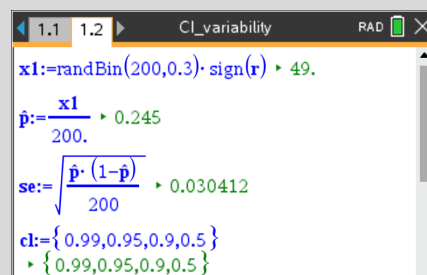 1.1 1.2 CI_variability RAD
x1:=randBin(200,0.3)· sign(r) ▸ 49.
p̂:=x1/200. ▸ 0.245
se:=√(p̂· (1−p̂)/200) ▸ 0.030412
cl:={0.99,0.95,0.9,0.5}
▸ {0.99,0.95,0.9,0.5}